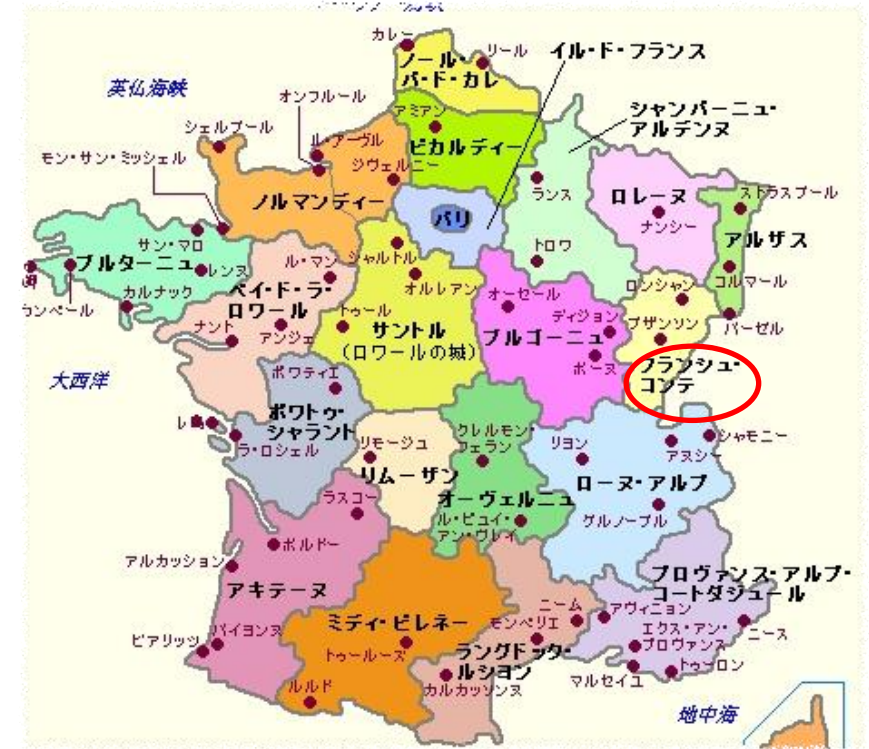 カレー
リール
ノール・
パ・ド・カレ
イル・ド・フランス
英仏海峡
オンフルール
アミアン
シャンパーニュ・
アルデンヌ
シェルブール
ル・アーヴル
ピカルディー
モン・サン・ミッシェル
ジヴェルニー
ノルマンディー
ランス
ロレーヌ
ストラスブール
パリ
ナンシー
サン・マロ
トロワ
アルザス
ブルターニュ
レンヌ
ル・マン
シャルトル
コルマール
カルナック
ペイ・ド・ラ・
ロワール
オルレアン
オーセール
ロンシャン
カンペール
トゥール
ディジョン
ブザンソン
バーゼル
ナント
アンジェ
サントル
(ロワールの城)
ブルゴーニュ
ボーヌ
フランシュ・
コンテ
大西洋
ポワティエ
レ島
ポワトゥ・
シャラント
ラ・ロシェル
リモージュ
クレルモン・
フェラン
リヨン
シャモニー
アヌシー
リムーザン
オーヴェルニュ
ローヌ・アルプ
ラスコー
ル・ピュイ・
アン・ヴレイ
グルノーブル
ボルドー
アルカッション
アキテーヌ
プロヴァンス・アルプ・
コートダジュール
ミディ・ピレネー
ニーム
アヴィニョン
モンペリエ
エクス・アン・
プロヴァンス
ニース
ビアリッツ
バイヨンヌ
トゥールーズ
ラングドック・
ルシヨン
トゥーロン
マルセイユ
ルルド
カルカッソンヌ
地中海